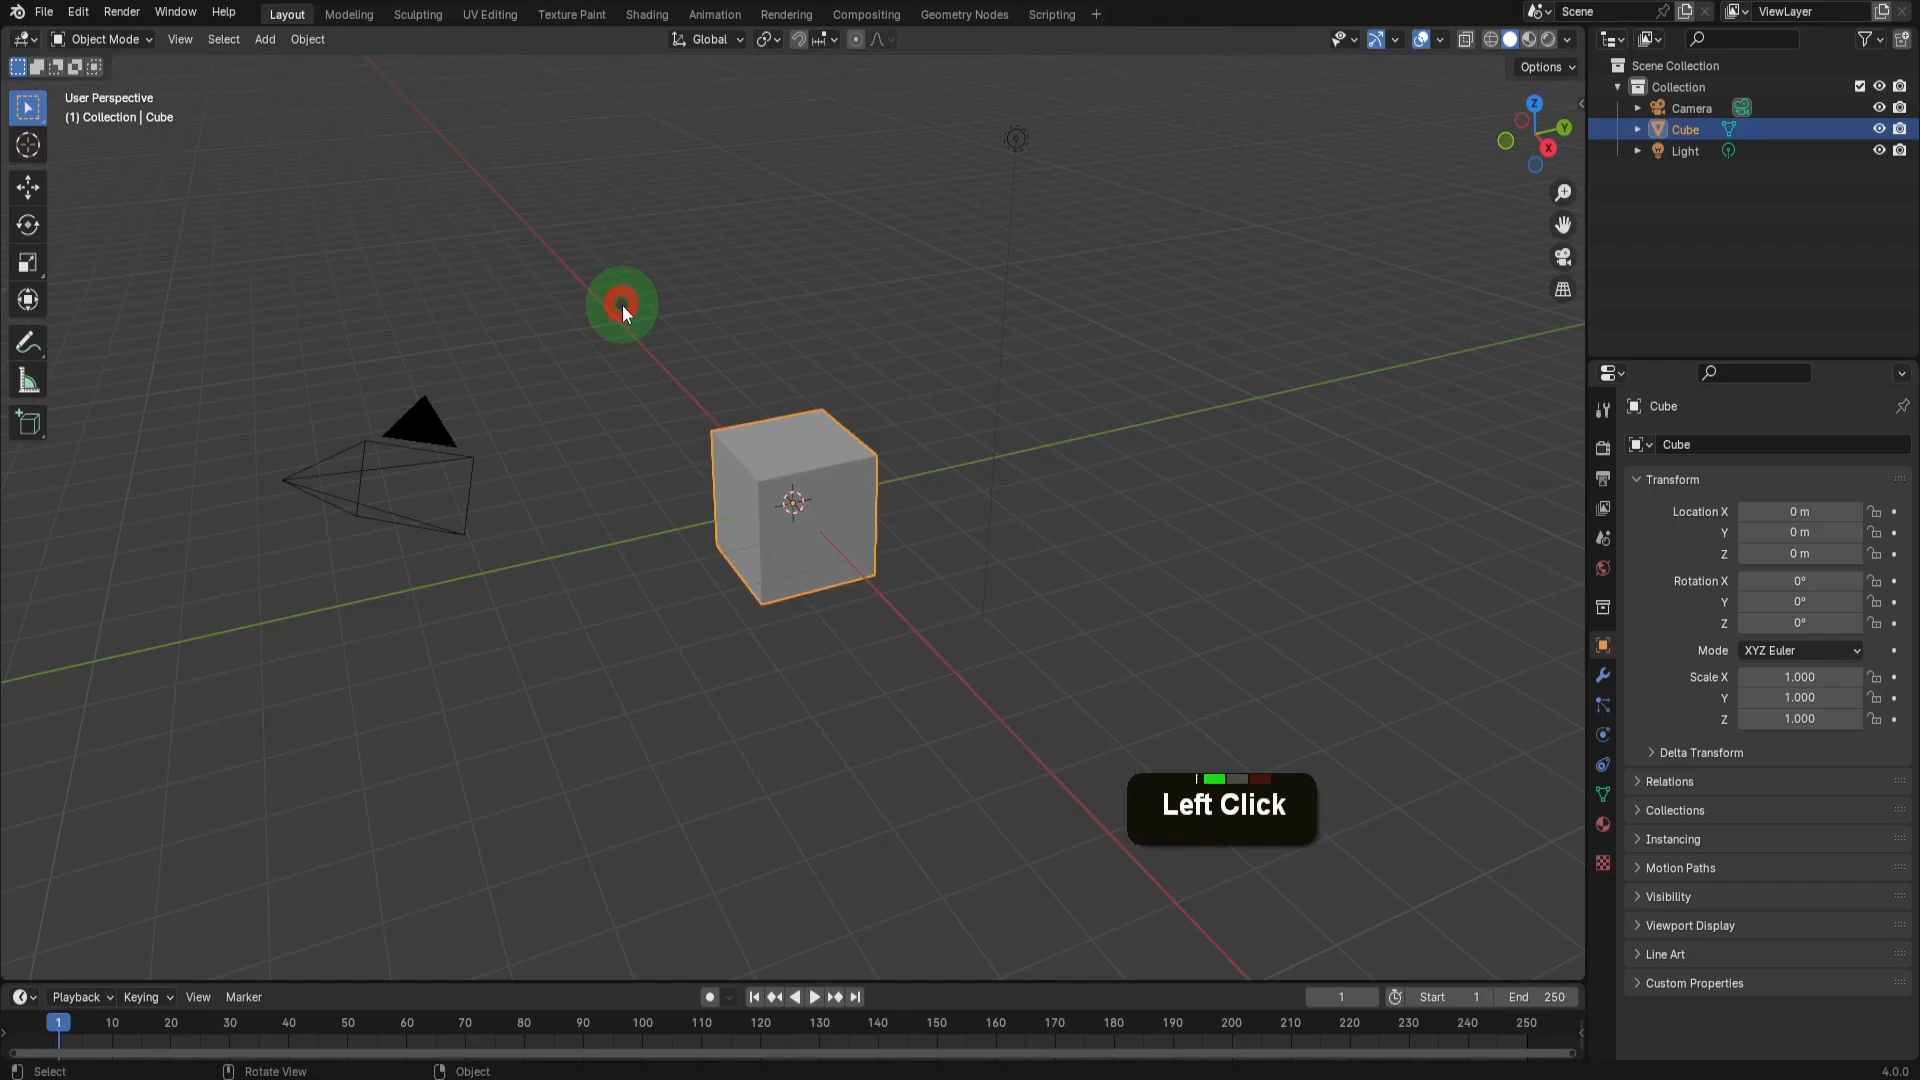 File Edit Render Window Help Layout Modeling Sculpting UV Editing Texture Paint Shading Animation Rendering Compositing Geometry Nodes Scripting + Scene ViewLayer
Object Mode View Select Add Object Global
Options
User Perspective
(1) Collection | Cube
Z
Y
X
Scene Collection
Collection
Camera
Cube
Light
Cube
Cube
Transform
Location X 0 m
Y 0 m
Z 0 m
Rotation X 0°
Y 0°
Z 0°
Mode XYZ Euler
Scale X 1.000
Y 1.000
Z 1.000
Delta Transform
Relations
Collections
Instancing
Motion Paths
Visibility
Viewport Display
Line Art
Custom Properties
Left Click
Playback Keying View Marker 1 Start 1 End 250
1 10 20 30 40 50 60 70 80 90 100 110 120 130 140 150 160 170 180 190 200 210 220 230 240 250
Select Rotate View Object 4.0.0